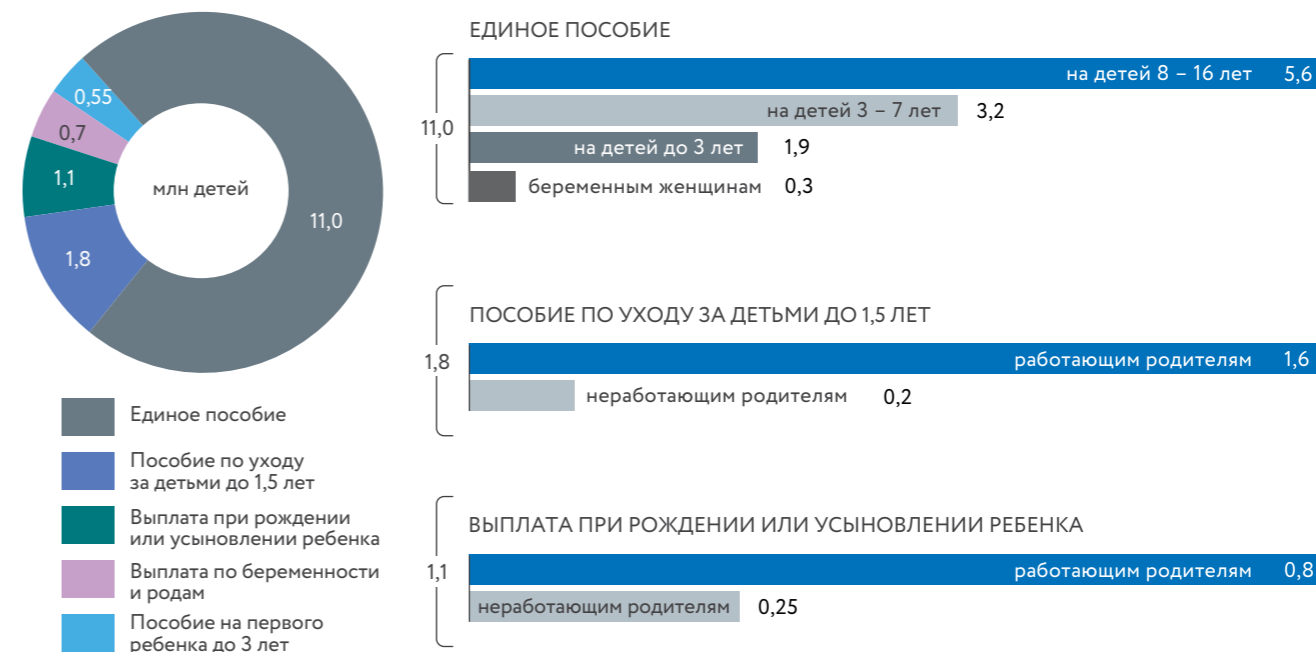 0,55
0,7
1,1
1,8
млн детей
11,0
Единое пособие
Пособие по уходу
за детьми до 1,5 лет
Выплата при рождении
или усыновлении ребенка
Выплата по беременности
и родам
Пособие на первого
ребенка до 3 лет
ЕДИНОЕ ПОСОБИЕ
11,0
на детей 8 – 16 лет 5,6
на детей 3 – 7 лет 3,2
на детей до 3 лет 1,9
беременным женщинам 0,3
ПОСОБИЕ ПО УХОДУ ЗА ДЕТЬМИ ДО 1,5 ЛЕТ
1,8
работающим родителям 1,6
неработающим родителям 0,2
ВЫПЛАТА ПРИ РОЖДЕНИИ ИЛИ УСЫНОВЛЕНИИ РЕБЕНКА
1,1
работающим родителям 0,8
неработающим родителям 0,25